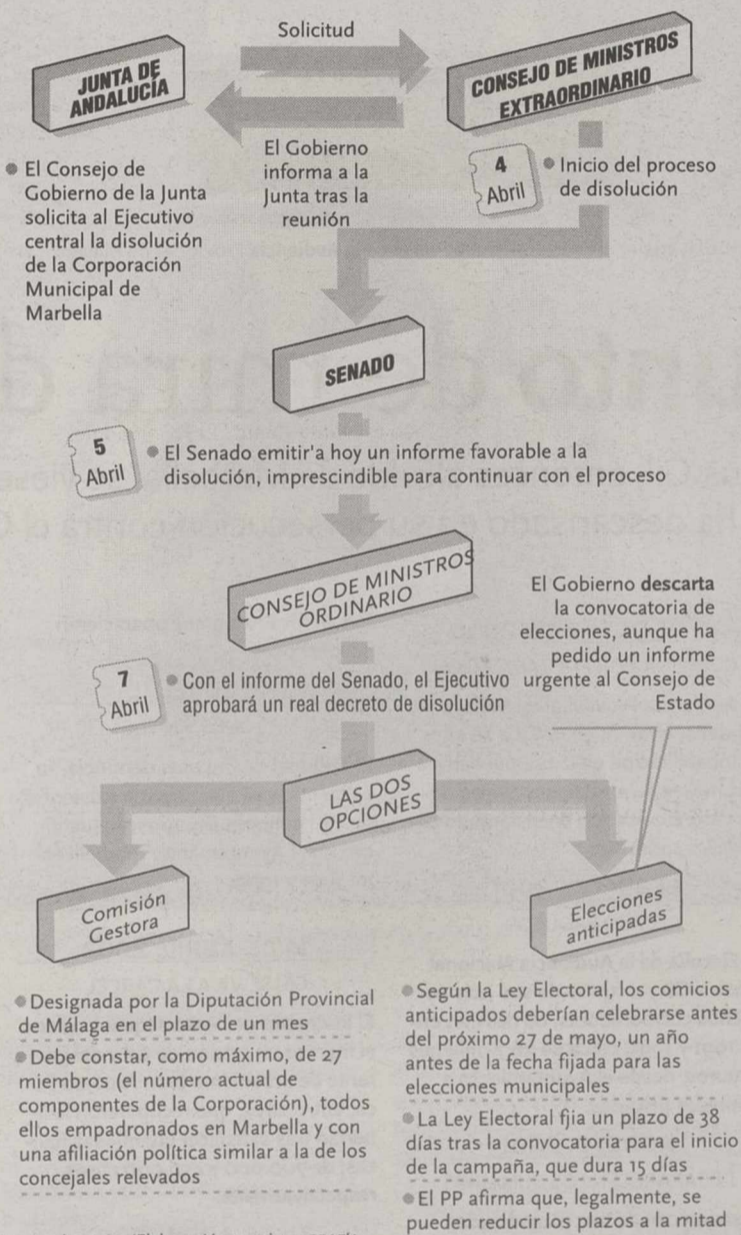 Solicitud
JUNTA DE
ANDALUCÍA
CONSEJO DE MINISTROS
EXTRAORDINARIO
El Gobierno
informa a la
Junta tras la
reunión
El Consejo de
Gobierno de la Junta
solicita al Ejecutivo
central la disolución
de la Corporación
Municipal de
Marbella
4
Abril
Inicio del proceso
de disolución
SENADO
5
Abril
El Senado emitir'a hoy un informe favorable a la
disolución, imprescindible para continuar con el proceso
CONSEJO DE MINISTROS
ORDINARIO
El Gobierno descarta
la convocatoria de
elecciones, aunque ha
pedido un informe
urgente al Consejo de
Estado
7
Abril
Con el informe del Senado, el Ejecutivo
aprobará un real decreto de disolución
LAS DOS
OPCIONES
Comisión
Gestora
Elecciones
anticipadas
Designada por la Diputación Provincial
de Málaga en el plazo de un mes
Debe constar, como máximo, de 27
miembros (el número actual de
componentes de la Corporación), todos
ellos empadronados en Marbella y con
una afiliación política similar a la de los
concejales relevados
Según la Ley Electoral, los comicios
anticipados deberían celebrarse antes
del próximo 27 de mayo, un año
antes de la fecha fijada para las
elecciones municipales
La Ley Electoral fjia un plazo de 38
días tras la convocatoria para el inicio
de la campaña, que dura 15 días
El PP afirma que, legalmente, se
pueden reducir los plazos a la mitad